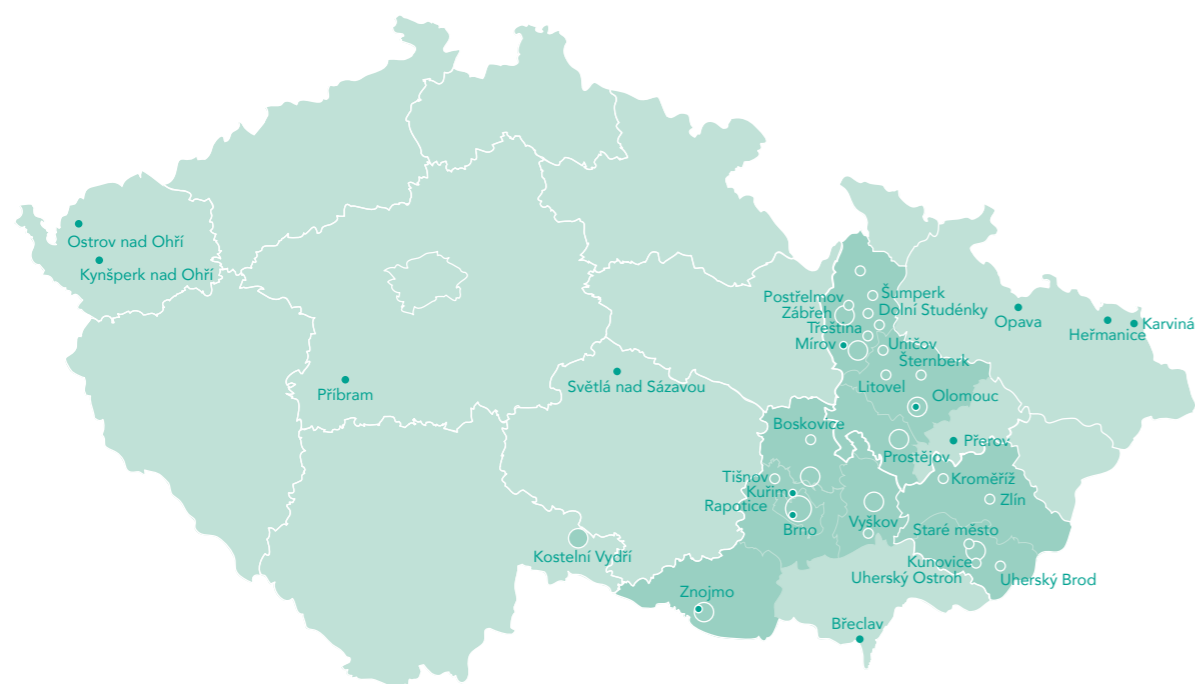 Ostrov nad Ohří
Kynšperk nad Ohří
Příbram
Světlá nad Sázavou
Kostelní Vydří
Postřelmov
Zábřeh
Třeština
Mírov
Šumperk
Dolní Studénky
Uničov
Šternberk
Litovel
Olomouc
Opava
Heřmanice
Karviná
Přerov
Prostějov
Boskovice
Tišnov
Kuřim
Rapotice
Brno
Vyškov
Kroměříž
Zlín
Staré město
Kunovice
Uherský Ostroh
Uherský Brod
Znojmo
Břeclav